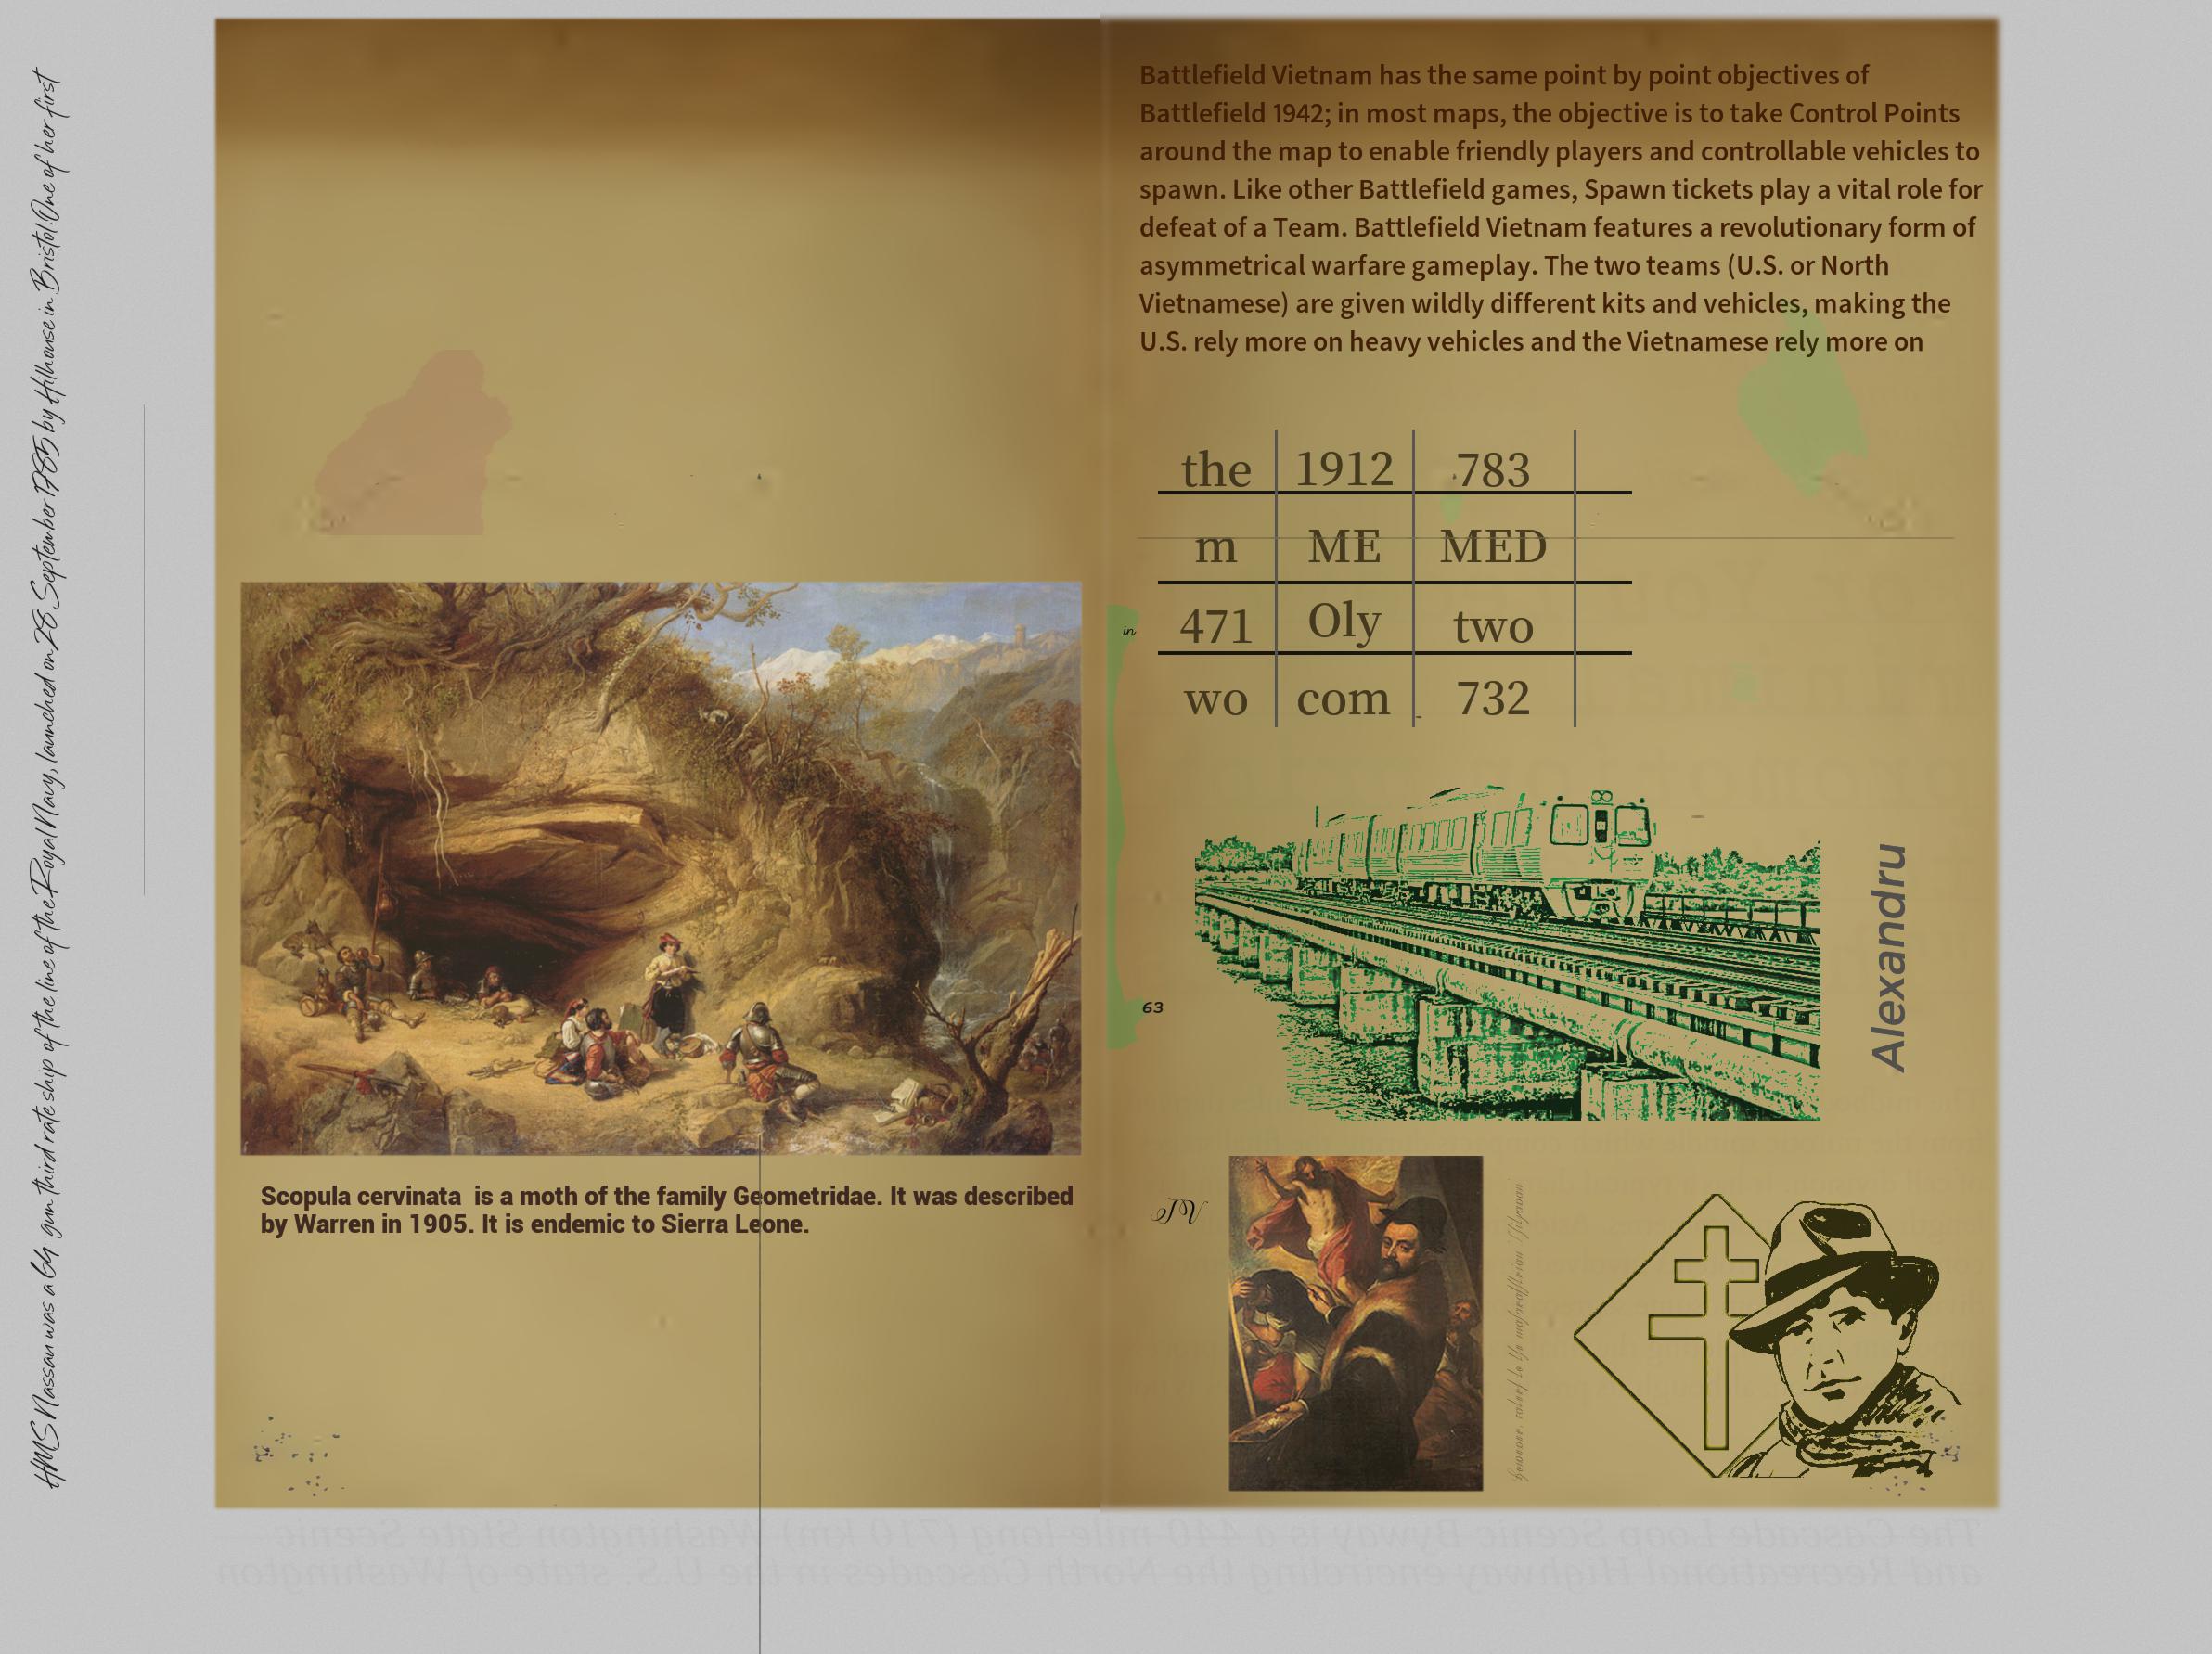 HMS Nassau was a 64-gun third rate ship of the line of the Royal Navy, launched on 28 September 1785 by Hilhouse in Bristol. One of her first
Scopula cervinata is a moth of the family Geometridae. It was described
by Warren in 1905. It is endemic to Sierra Leone.
Battlefield Vietnam has the same point by point objectives of
Battlefield 1942; in most maps, the objective is to take Control Points
around the map to enable friendly players and controllable vehicles to
spawn. Like other Battlefield games, Spawn tickets play a vital role for
defeat of a Team. Battlefield Vietnam features a revolutionary form of
asymmetrical warfare gameplay. The two teams (U.S. or North
Vietnamese) are given wildly different kits and vehicles, making the
U.S. rely more on heavy vehicles and the Vietnamese rely more on
the 1912 783
m ME MED
471 Oly two
wo com 732
in
63
Alexandru
The Cascade Loop Scenic Byway is a 440 mile long (710 km) Washington State Scenic
and Recreational Highway encircling the North Cascades in the U.S. state of Washington